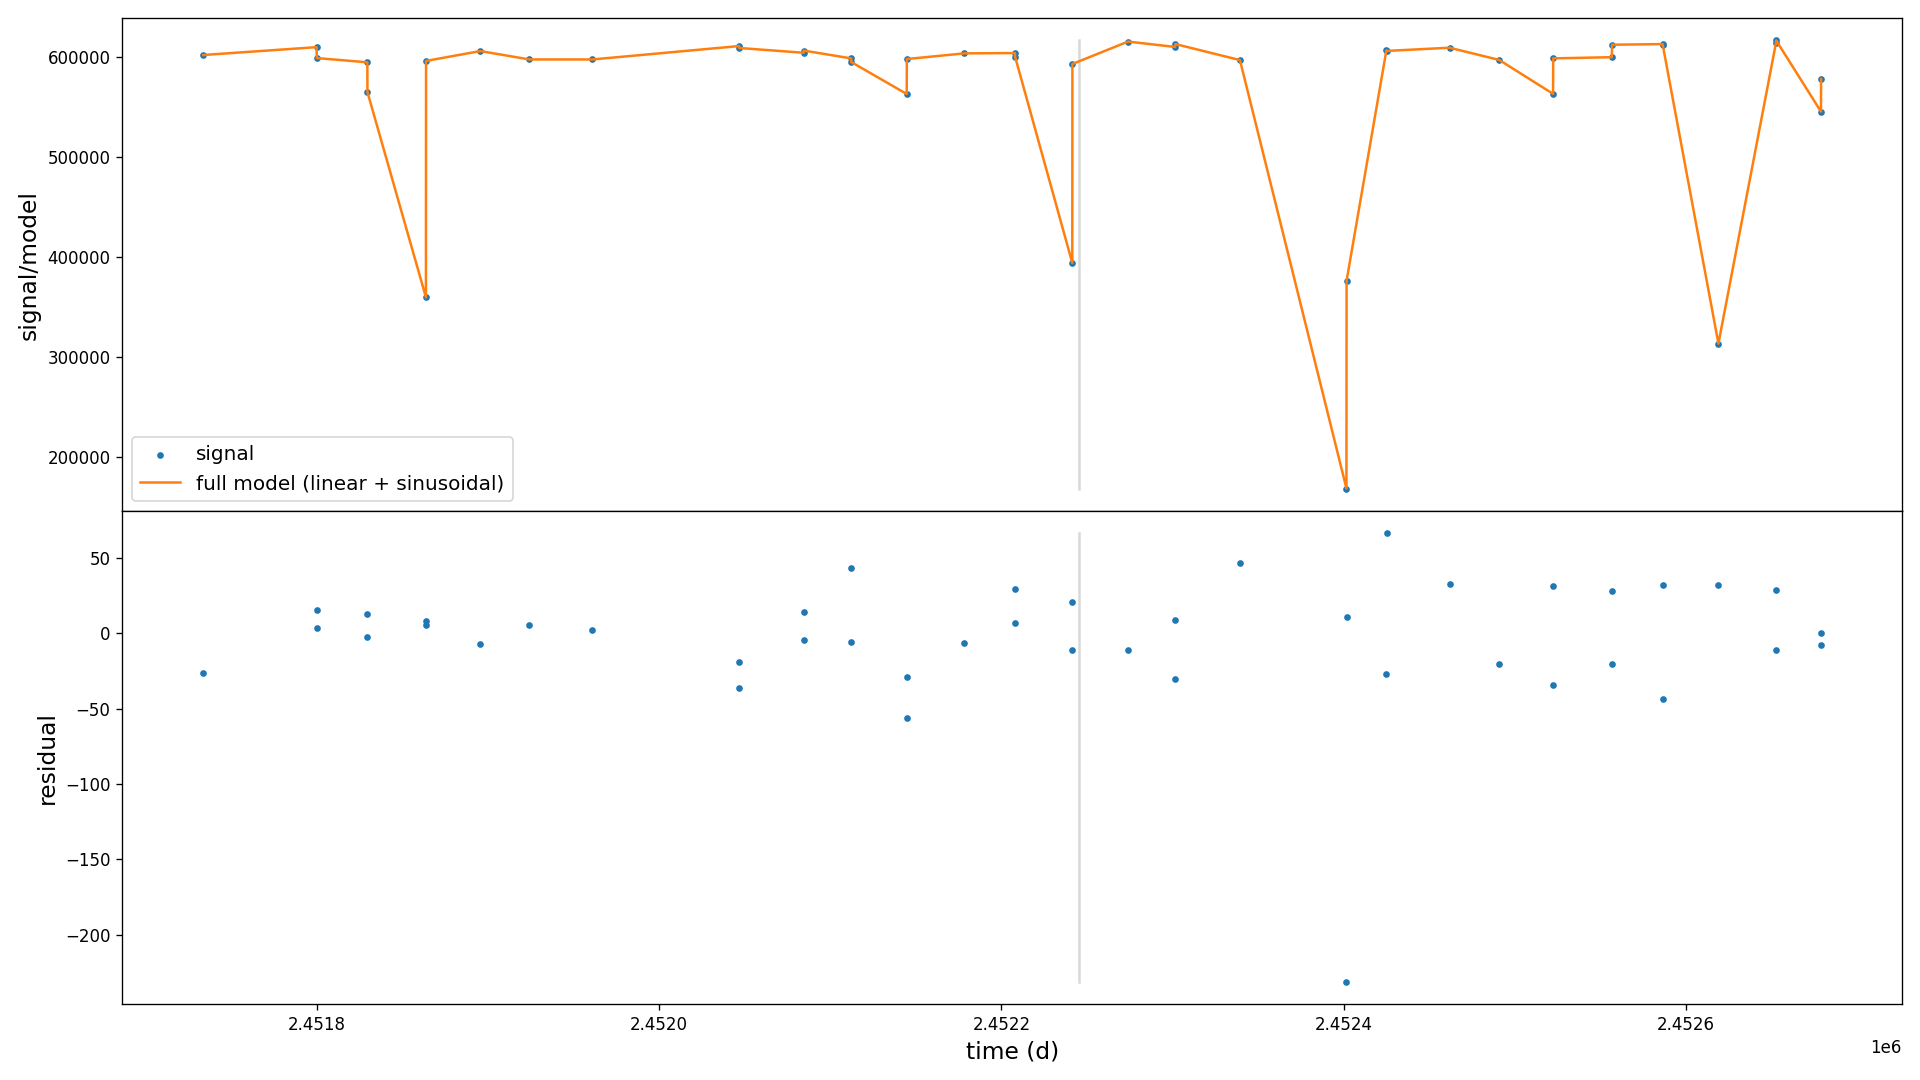 600000
500000
400000
300000
200000
signal/model
signal
full model (linear + sinusoidal)
50
0
−50
−100
−150
−200
residual
2.4518
2.4520
2.4522
2.4524
2.4526
time (d)
1e6